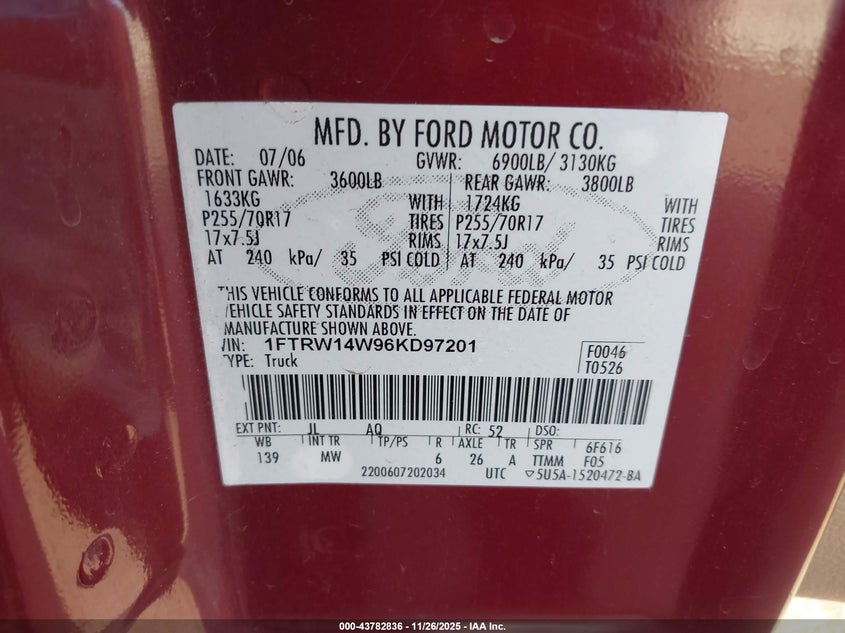 MFD. BY FORD MOTOR CO.
DATE: 07/06 GVWR: 6900LB/ 3130KG
FRONT GAWR: 3600LB REAR GAWR: 3800LB
1633KG WITH 1724KG WITH
P255/70R17 TIRES P255/70R17 TIRES
17x7.5J RIMS 17x7.5J RIMS
AT 240 kPa/ 35 PSI COLD AT 240 kPa/ 35 PSI COLD
THIS VEHICLE CONFORMS TO ALL APPLICABLE FEDERAL MOTOR
VEHICLE SAFETY STANDARDS IN EFFECT ON THE DATE OF
MANUFACTURE SHOWN ABOVE.
VIN: 1FTRW14W96KD97201 F0046
TYPE: Truck T0526
EXT PNT: JL AQ RC: 52 DSO:
WB INT TR TP/PS R AXLE TR SPR 6F616
139 MW 6 26 A TTMM F05
2200607202034 UTC ▽5U5A-1520472-BA
000-43782836 - 11/26/2025 - IAA Inc.